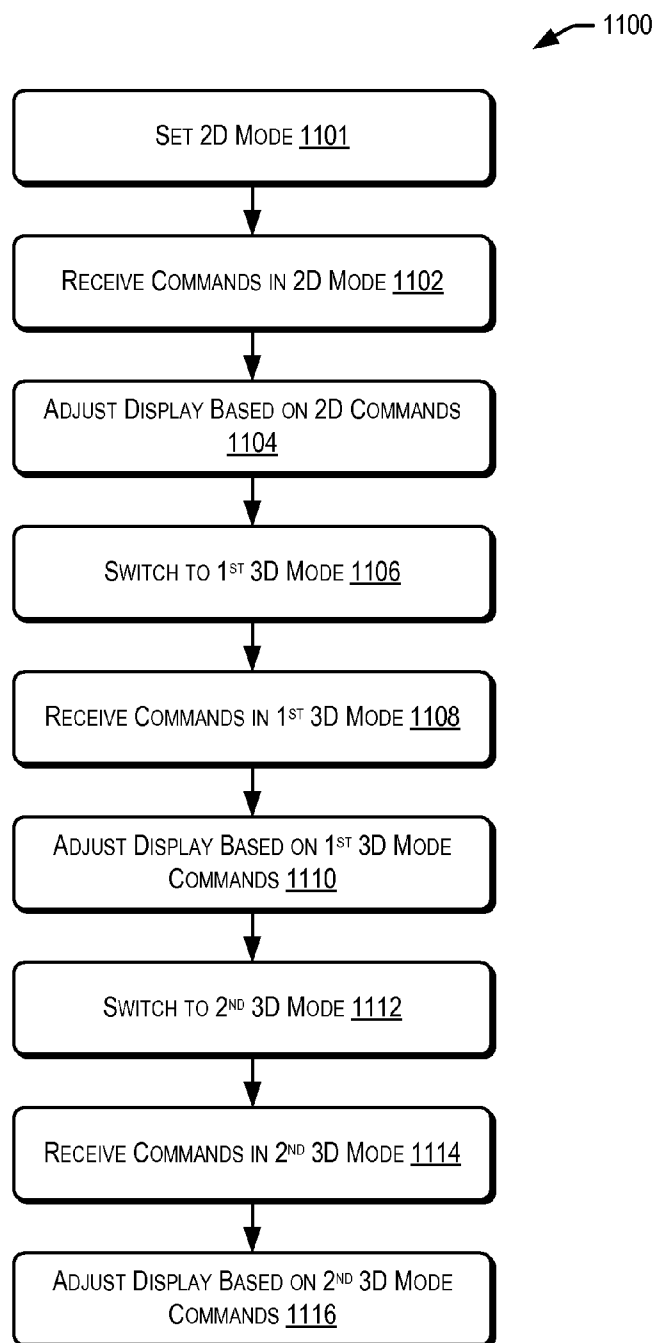 1100
SET 2D MODE 1101
RECEIVE COMMANDS IN 2D MODE 1102
ADJUST DISPLAY BASED ON 2D COMMANDS
1104
SWITCH TO 1ST 3D MODE 1106
RECEIVE COMMANDS IN 1ST 3D MODE 1108
ADJUST DISPLAY BASED ON 1ST 3D MODE
COMMANDS 1110
SWITCH TO 2ND 3D MODE 1112
RECEIVE COMMANDS IN 2ND 3D MODE 1114
ADJUST DISPLAY BASED ON 2ND 3D MODE
COMMANDS 1116